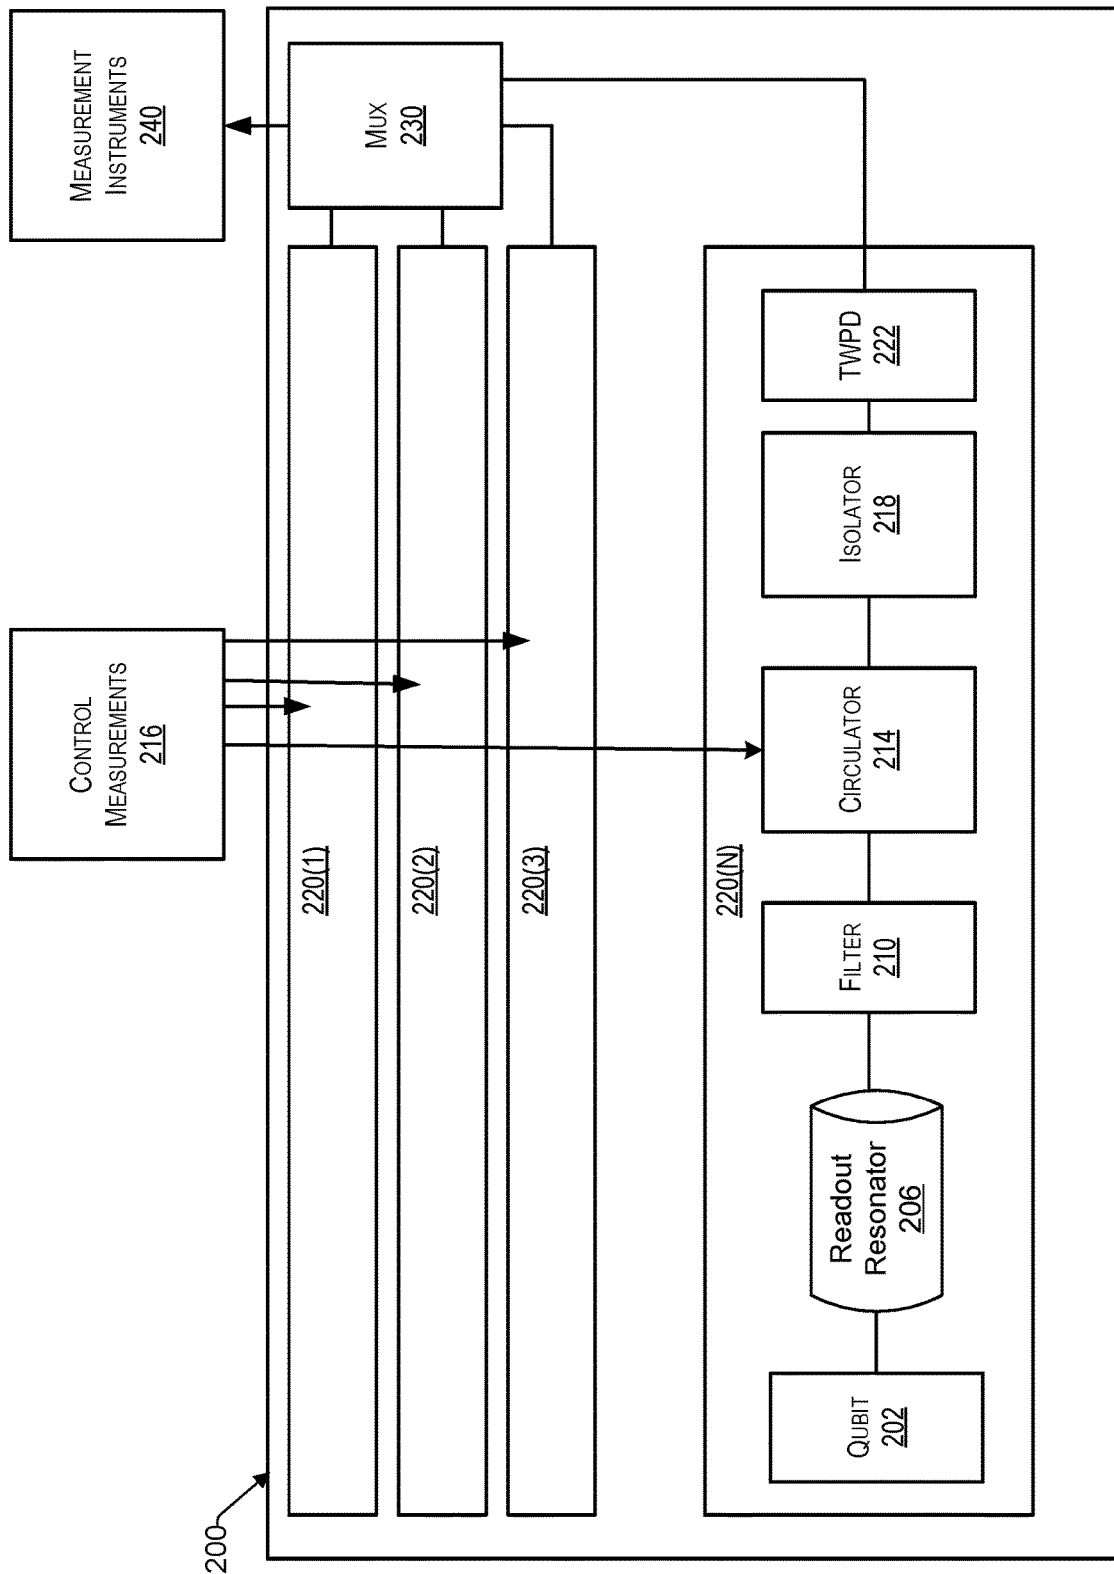 200
CONTROL
MEASUREMENTS
216
MEASUREMENT
INSTRUMENTS
240
220(1)
220(2)
220(3)
MUX
230
220(N)
QUBIT
202
Readout
Resonator
206
FILTER
210
CIRCULATOR
214
ISOLATOR
218
TWPD
222